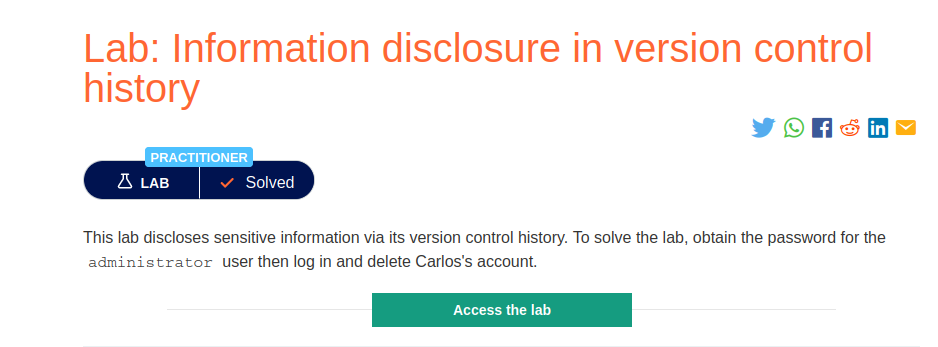 Lab: Information disclosure in version control
history
PRACTITIONER
LAB Solved
This lab discloses sensitive information via its version control history. To solve the lab, obtain the password for the
administrator user then log in and delete Carlos's account.
Access the lab